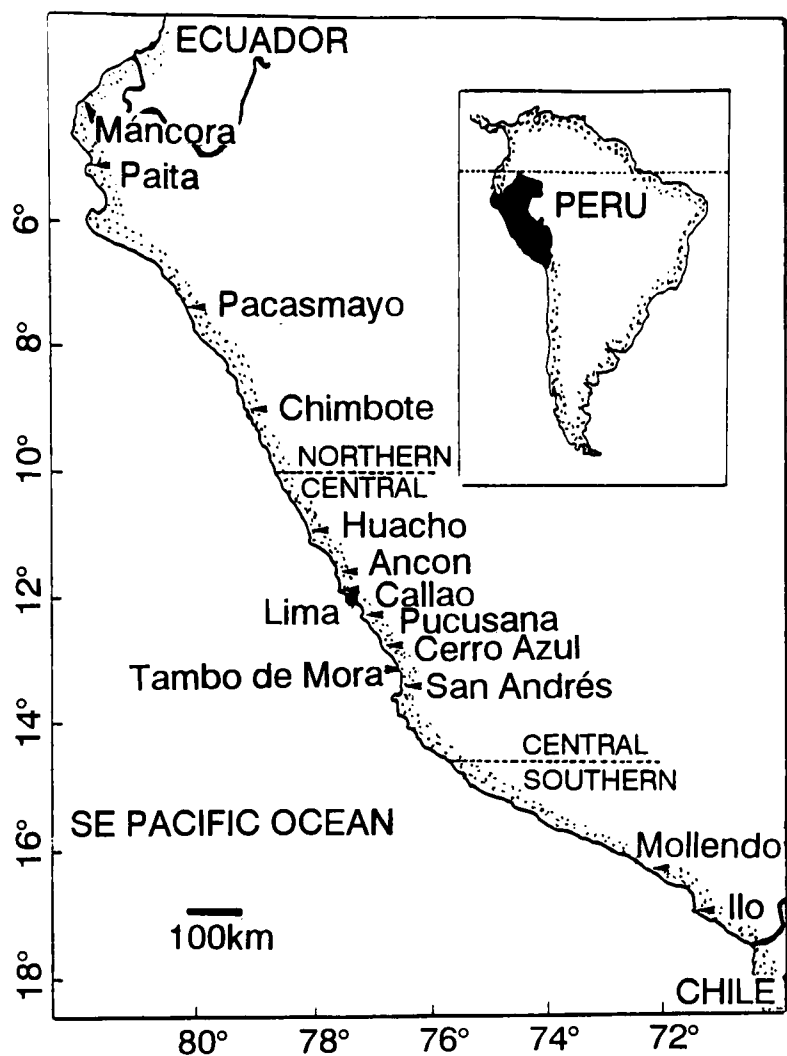 ECUADOR
Máncora
Paita
PERU
6°
Pacasmayo
8°
Chimbote
10°
NORTHERN
CENTRAL
Huacho
Ancon
12°
Callao
Lima
Pucusana
Cerro Azul
Tambo de Mora
San Andrés
14°
CENTRAL
SOUTHERN
SE PACIFIC OCEAN
16°
Mollendo
Ilo
100km
18°
CHILE
80° 78° 76° 74° 72°